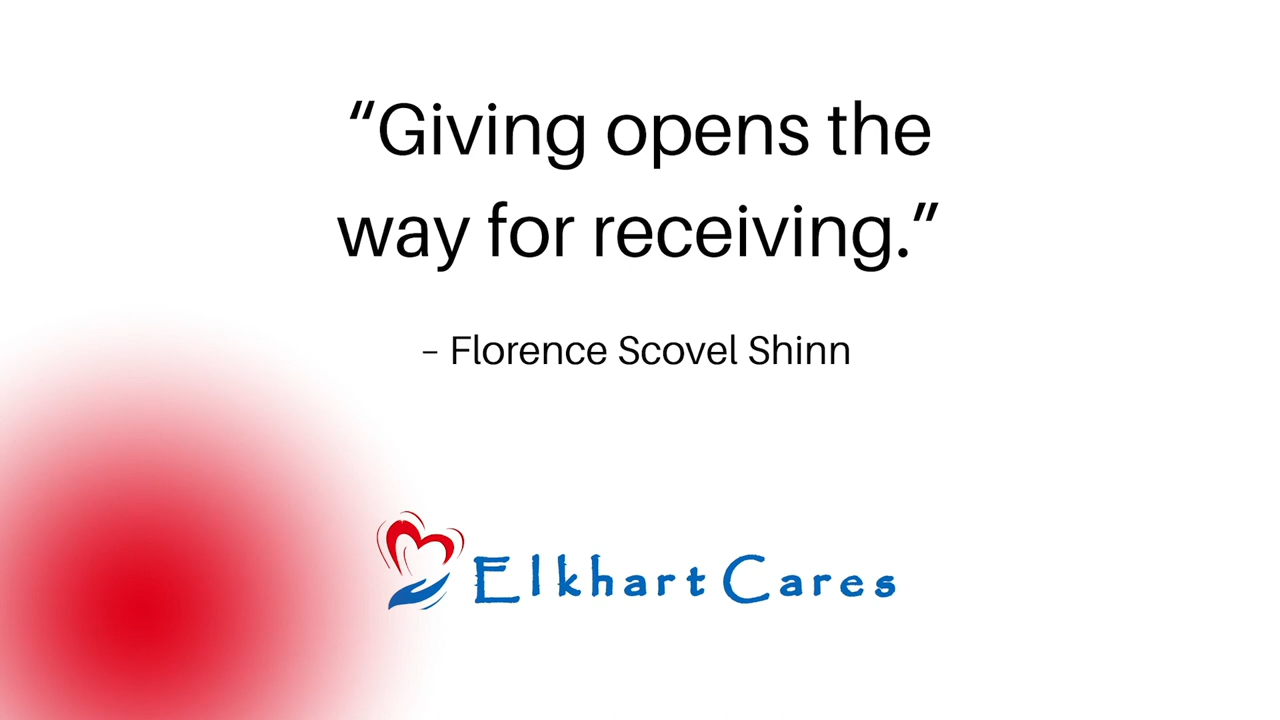 “Giving opens the
way for receiving.”
– Florence Scovel Shinn
Elkhart Cares